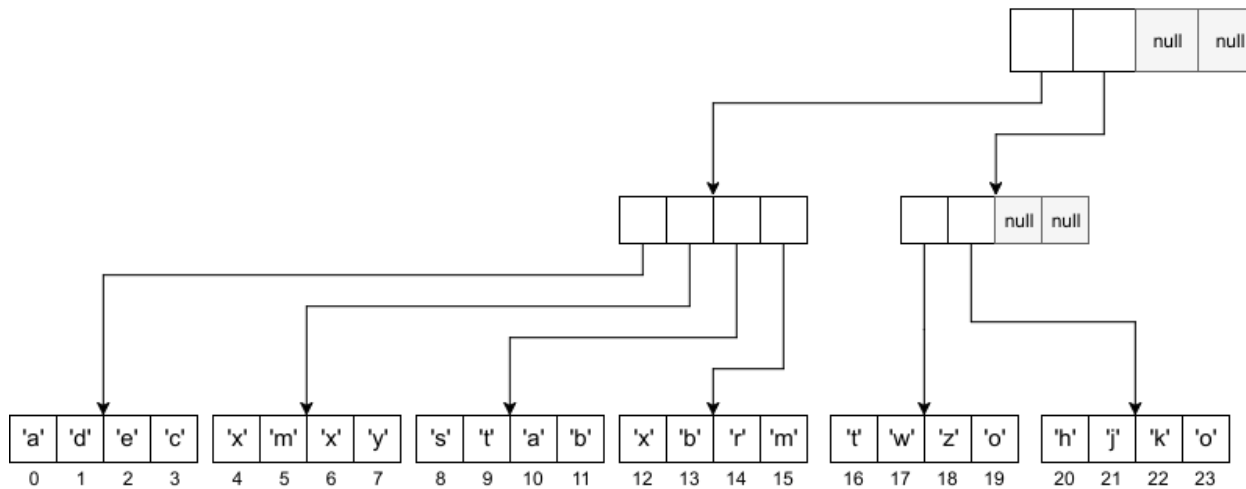 null null
null null
'a' 'd' 'e' 'c' 'x' 'm' 'x' 'y' 's' 't' 'a' 'b' 'x' 'b' 'r' 'm' 't' 'w' 'z' 'o' 'h' 'j' 'k' 'o'
0 1 2 3 4 5 6 7 8 9 10 11 12 13 14 15 16 17 18 19 20 21 22 23